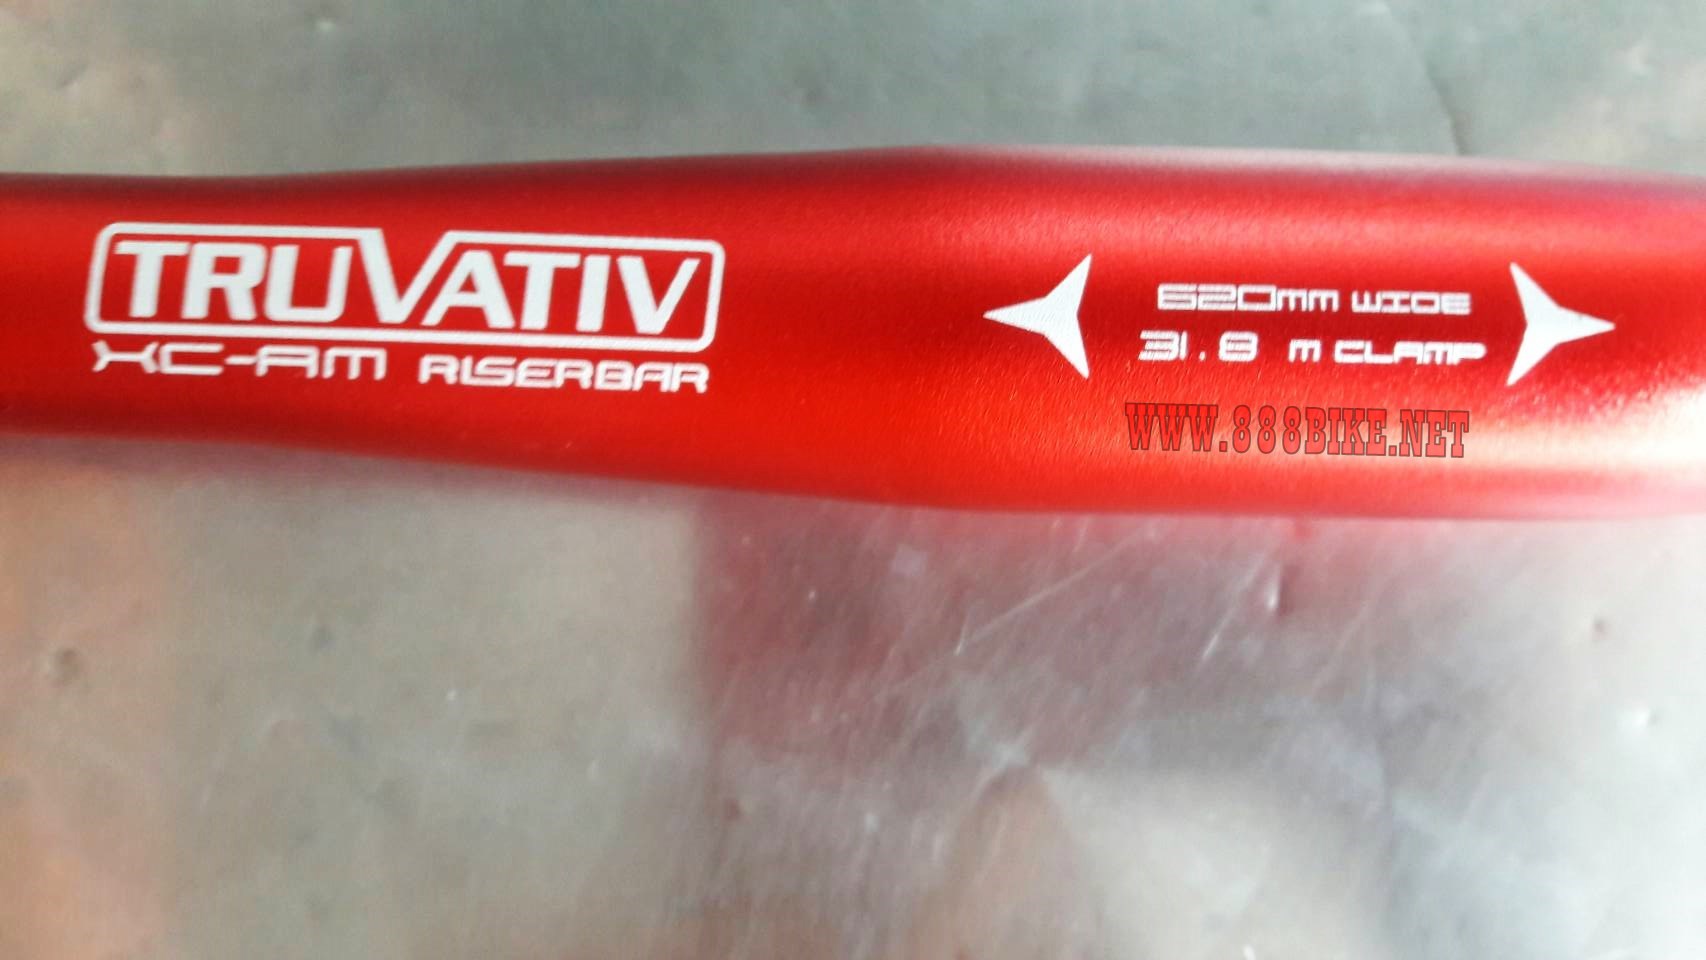 TRUVATIV
XC-AM RISERBAR
620mm WIDE
31.8 m CLAMP
WWW.888BIKE.NET